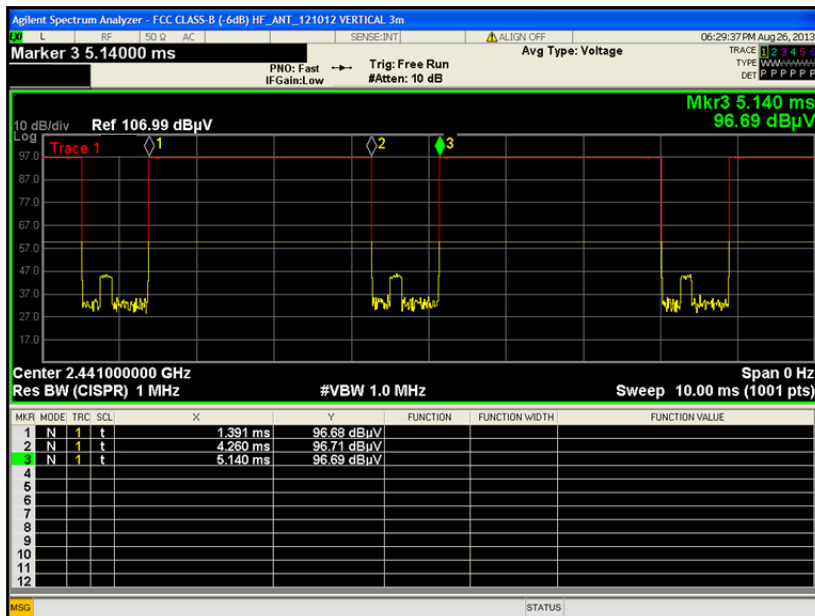 Agilent Spectrum Analyzer - FCC CLASS-B (-6dB) HF_ANT_121012 VERTICAL 3m
LXI L RF 50 Ω AC SENSE:INT ALIGN OFF 06:29:37 PM Aug 26, 2013
Marker 3 5.14000 ms
PNO: Fast
IFGain:Low
Trig: Free Run
#Atten: 10 dB
Avg Type: Voltage
TRACE 1 2 3 4 5 6
TYPE
DET P P P P P P
Mkr3 5.140 ms
96.69 dBµV
10 dB/div Ref 106.99 dBµV
Log
Trace 1
1
2
3
97.0
87.0
77.0
67.0
57.0
47.0
37.0
27.0
17.0
Center 2.441000000 GHz Span 0 Hz
Res BW (CISPR) 1 MHz #VBW 1.0 MHz Sweep 10.00 ms (1001 pts)
MKR MODE TRC SCL X Y FUNCTION FUNCTION WIDTH FUNCTION VALUE
1 N 1 t 1.391 ms 96.68 dBµV
2 N 1 t 4.260 ms 96.71 dBµV
3 N 1 t 5.140 ms 96.69 dBµV
4
5
6
7
8
9
10
11
12
MSG STATUS